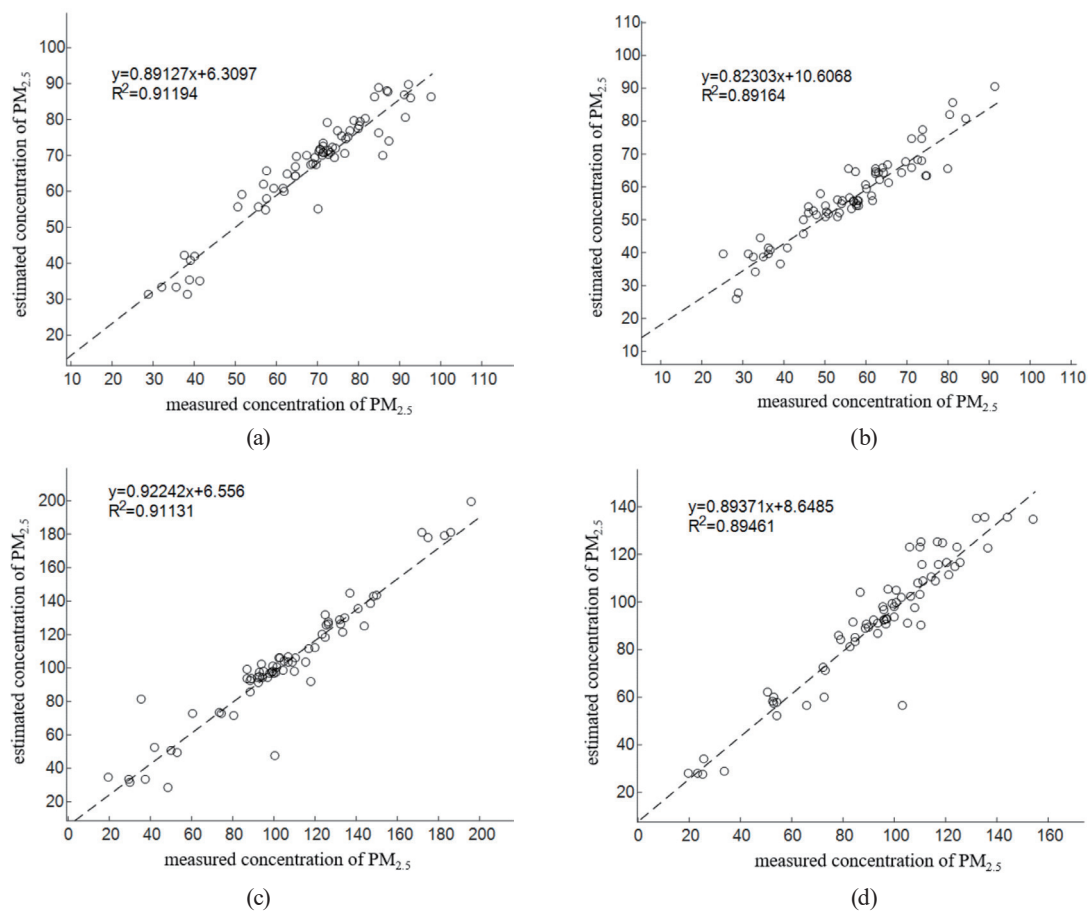 y=0.89127x+6.3097
R²=0.91194
estimated concentration of PM₂.₅
100
90
80
70
60
50
40
30
20
10 20 30 40 50 60 70 80 90 100 110
measured concentration of PM₂.₅
(a)
y=0.82303x+10.6068
R²=0.89164
estimated concentration of PM₂.₅
110
100
90
80
70
60
50
40
30
20
10
10 20 30 40 50 60 70 80 90 100 110
measured concentration of PM₂.₅
(b)
y=0.92242x+6.556
R²=0.91131
estimated concentration of PM₂.₅
200
180
160
140
120
100
80
60
40
20
0 20 40 60 80 100 120 140 160 180 200
measured concentration of PM₂.₅
(c)
y=0.89371x+8.6485
R²=0.89461
estimated concentration of PM₂.₅
140
120
100
80
60
40
20
0 20 40 60 80 100 120 140 160
measured concentration of PM₂.₅
(d)